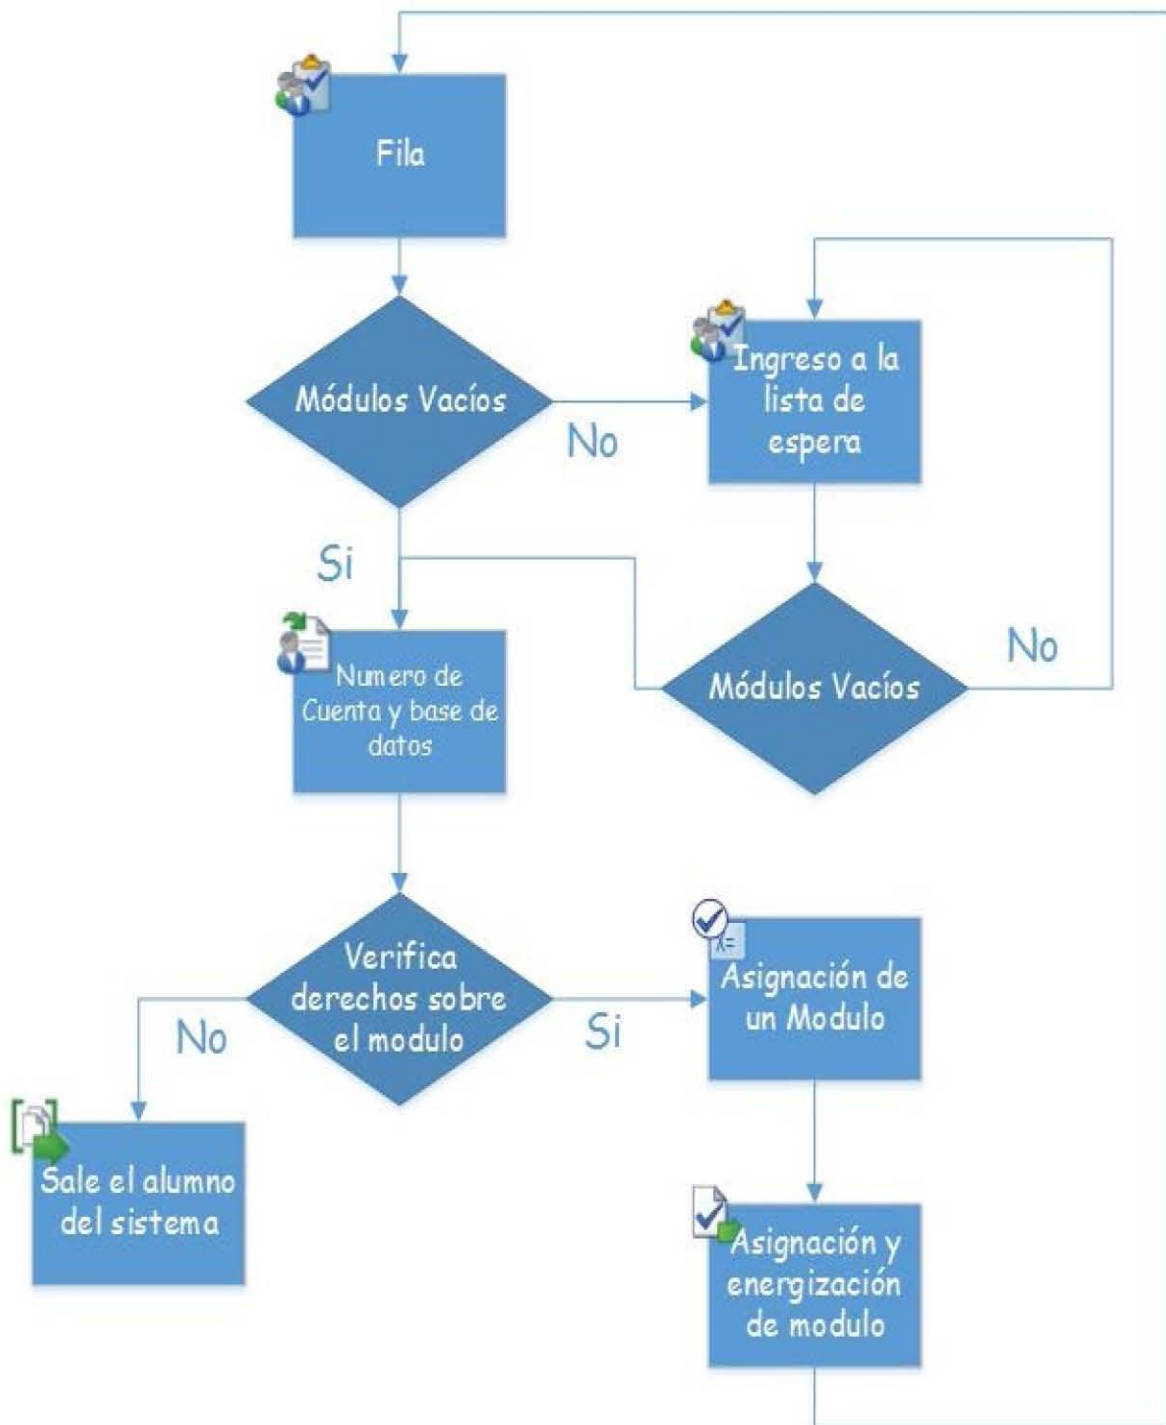 Fila
Módulos Vacíos
No
Ingreso a la
lista de
espera
Si
Módulos Vacíos
No
Numero de
Cuenta y base de
datos
Verifica
derechos sobre
el modulo
No
Si
λ=
Asignación de
un Modulo
Sale el alumno
del sistema
Asignación y
energización
de modulo